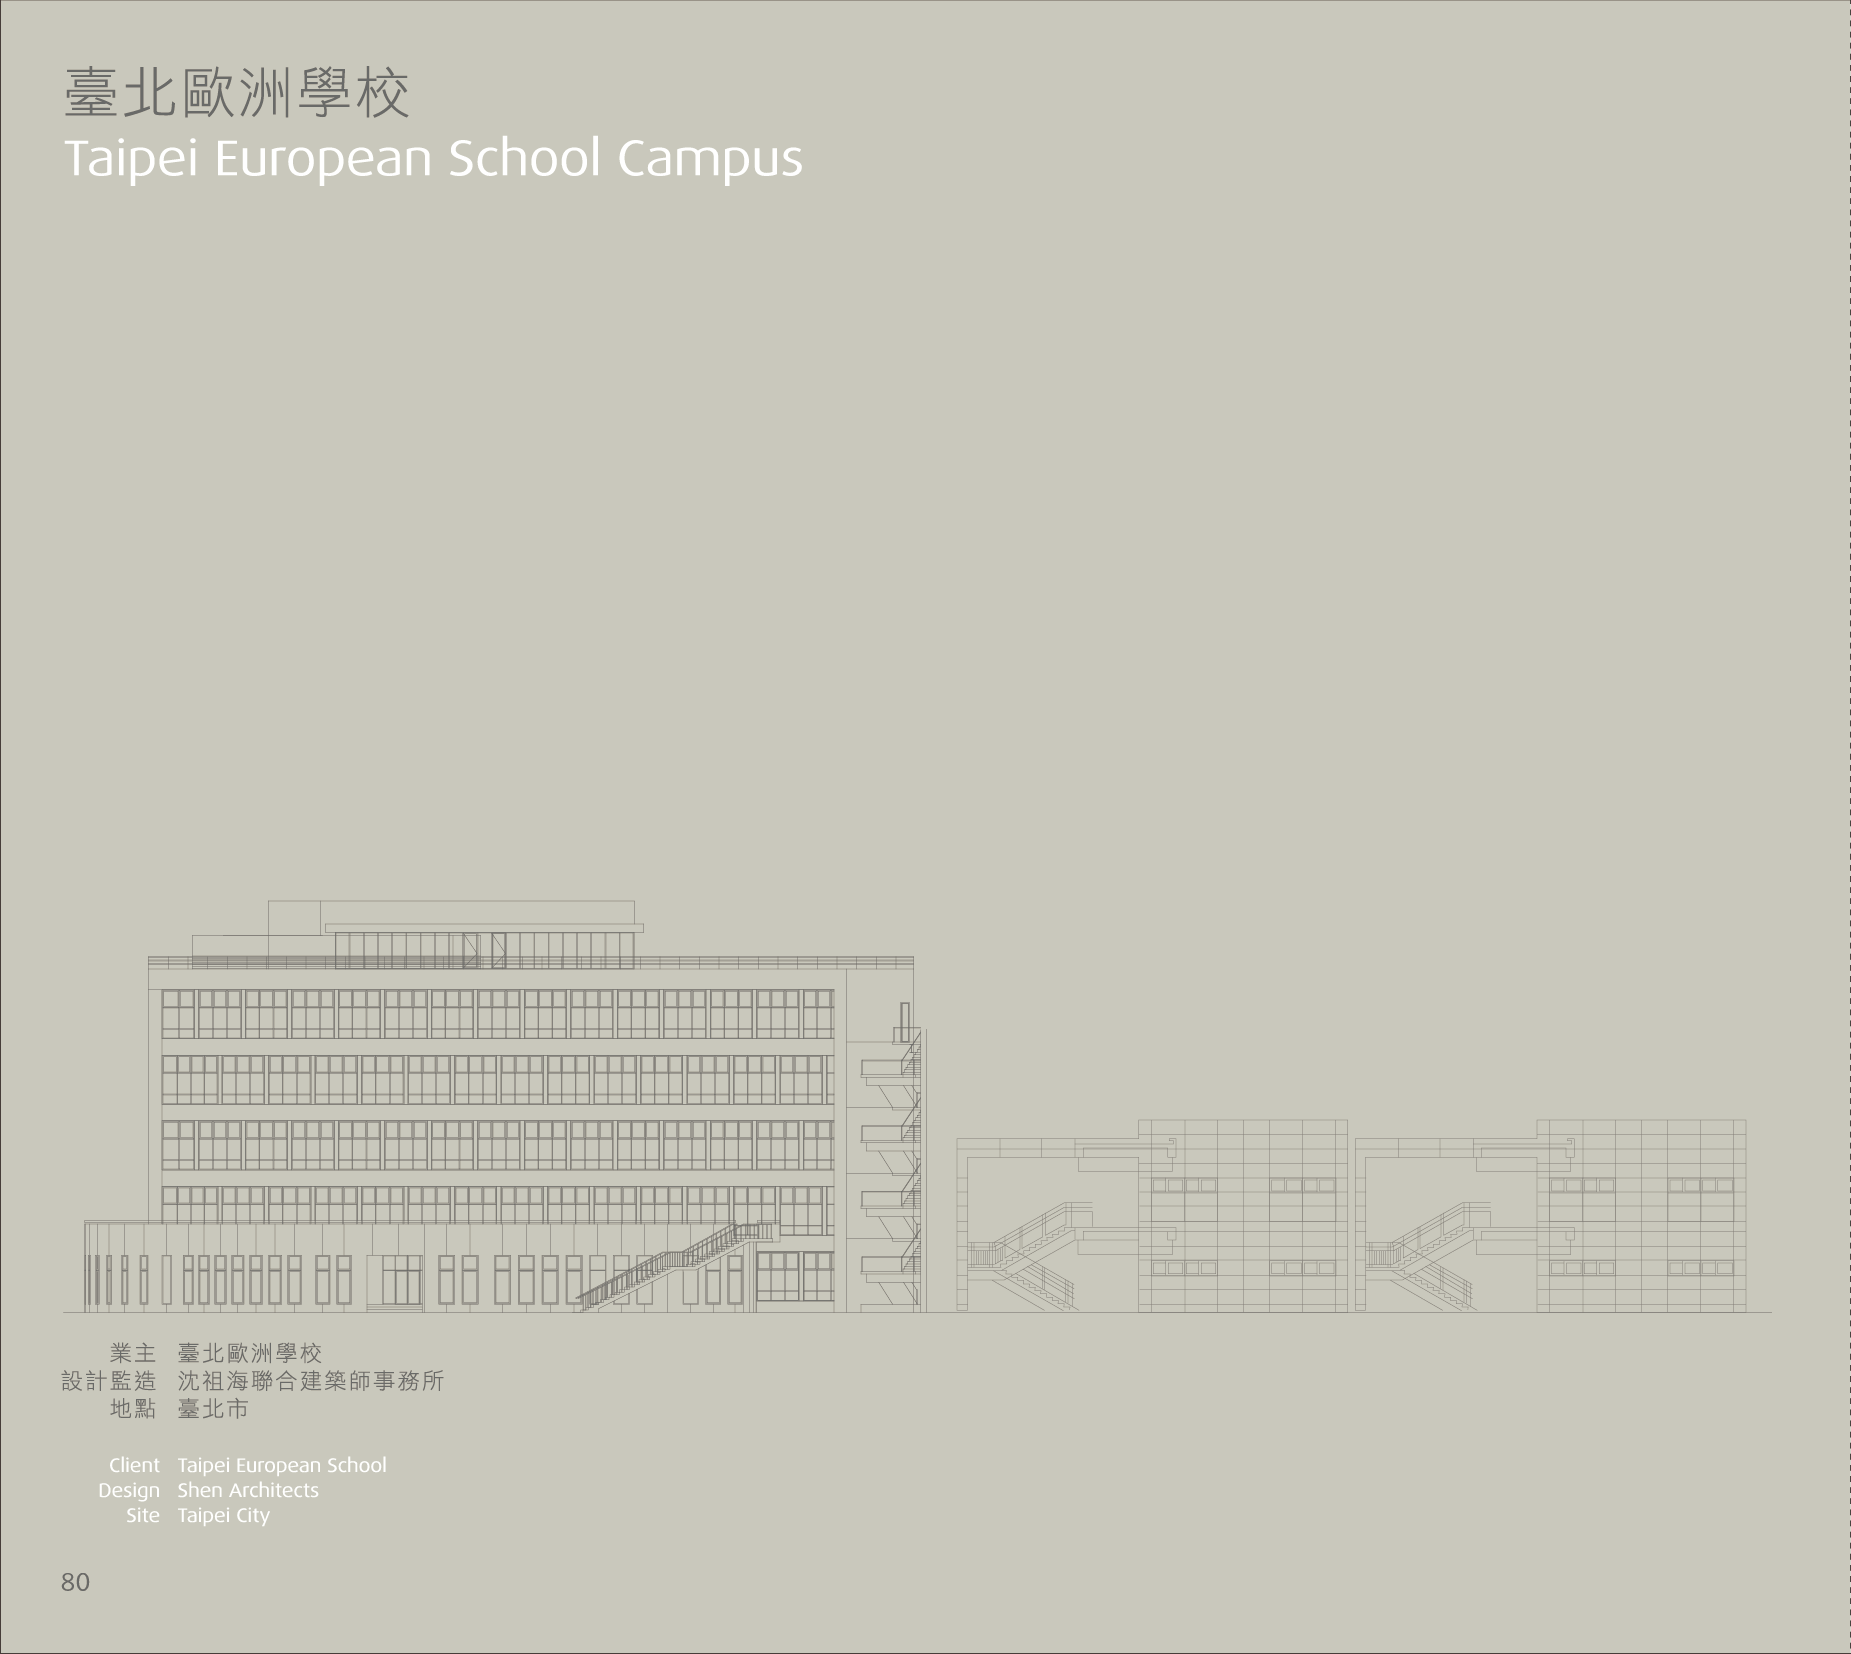 臺北歐洲學校
Taipei European School Campus
業主 臺北歐洲學校
設計監造 沈祖海聯合建築師事務所
地點 臺北市
Client Taipei European School
Design Shen Architects
Site Taipei City
80